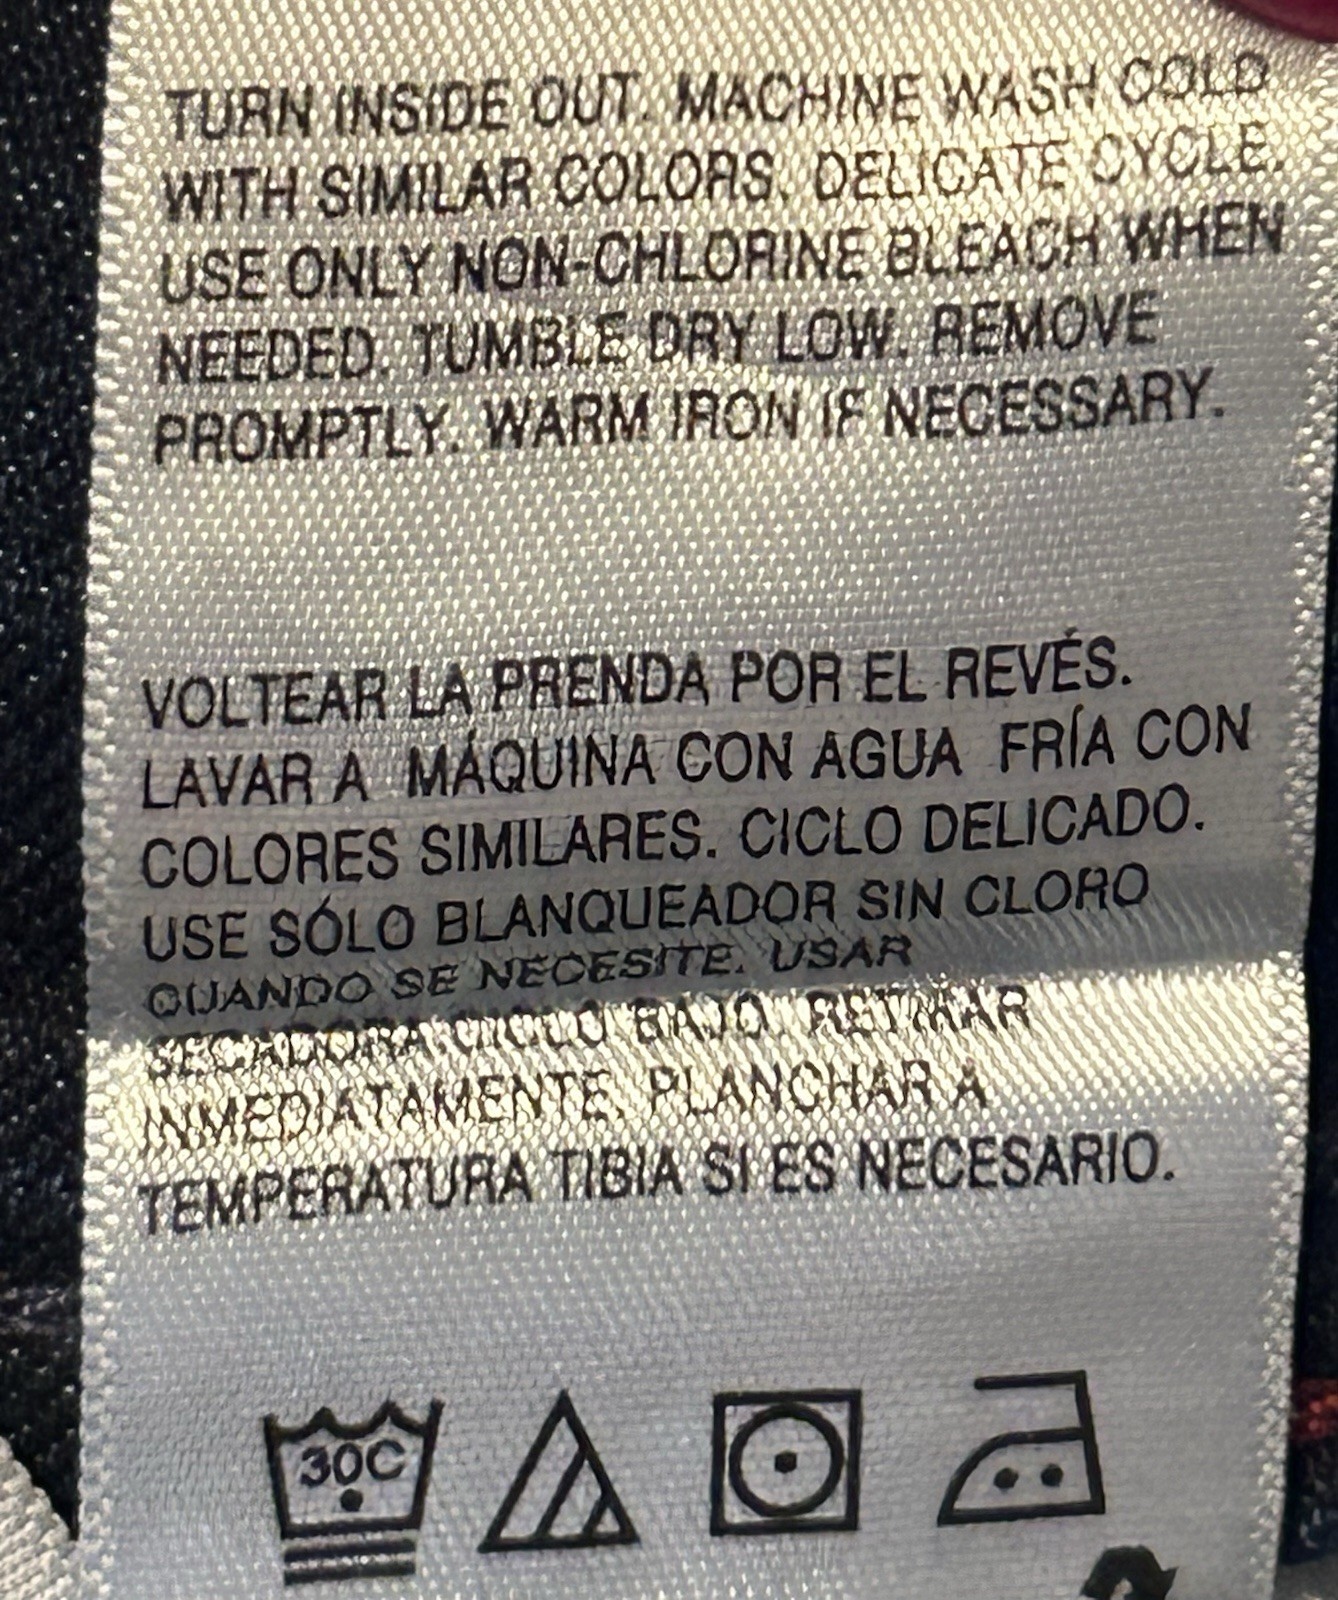 TURN INSIDE OUT. MACHINE WASH COLD
WITH SIMILAR COLORS. DELICATE CYCLE.
USE ONLY NON-CHLORINE BLEACH WHEN
NEEDED. TUMBLE DRY LOW. REMOVE
PROMPTLY. WARM IRON IF NECESSARY.
VOLTEAR LA PRENDA POR EL REVÉS.
LAVAR A MÁQUINA CON AGUA FRÍA CON
COLORES SIMILARES. CICLO DELICADO.
USE SÓLO BLANQUEADOR SIN CLORO
CUANDO SE NECESITE. USAR
SECADORA CICLO BAJO. RETIRAR
INMEDIATAMENTE. PLANCHAR A
TEMPERATURA TIBIA SI ES NECESARIO.
30C